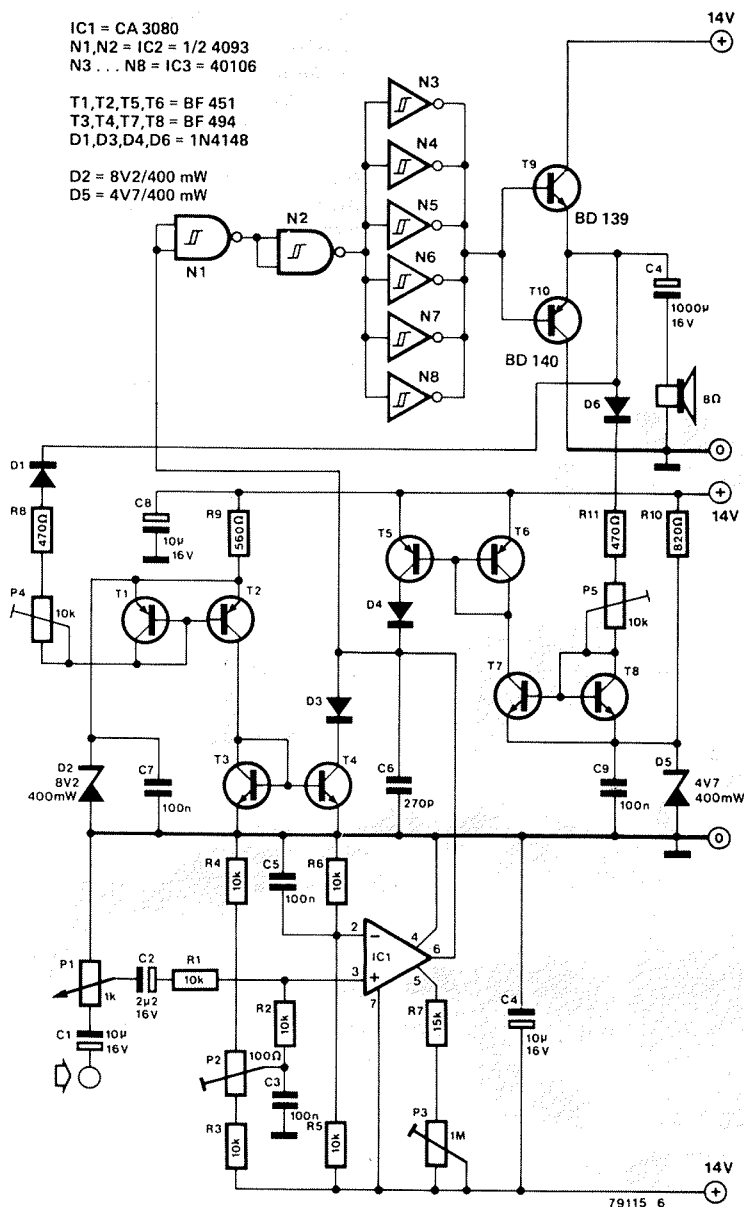 IC1 = CA 3080
N1,N2 = IC2 = 1/2 4093
N3 . . . N8 = IC3 = 40106
T1,T2,T5,T6 = BF 451
T3,T4,T7,T8 = BF 494
D1,D3,D4,D6 = 1N4148
D2 = 8V2/400 mW
D5 = 4V7/400 mW
14V
+
N3
N4
N5
N6
N7
N8
N1
N2
T9
BD 139
T10
BD 140
C4
1000µ
16V
8Ω
D6
0
D1
R8
470Ω
P4
10k
C8
10µ
16V
R9
560Ω
T1
T2
T5
T6
D4
R11
470Ω
R10
820Ω
+
14V
P5
10k
T7
T8
D3
D2
8V2
400mW
C7
100n
T3
T4
C6
270p
C9
100n
D5
4V7
400mW
0
R4
10k
C5
100n
R6
10k
2
−
IC1
3
+
4
6
5
7
P1
1k
C2
2µ2
16V
R1
10k
R2
10k
R7
15k
C4
10µ
16V
C1
10µ
16V
P2
100Ω
C3
100n
R3
10k
R5
10k
P3
1M
14V
+
79115 6